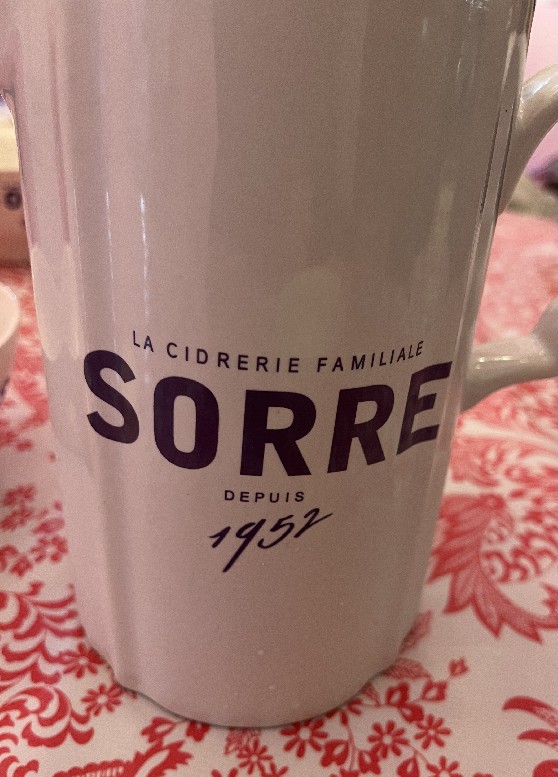 LA CIDRERIE FAMILIALE
SORRE
DEPUIS
1952